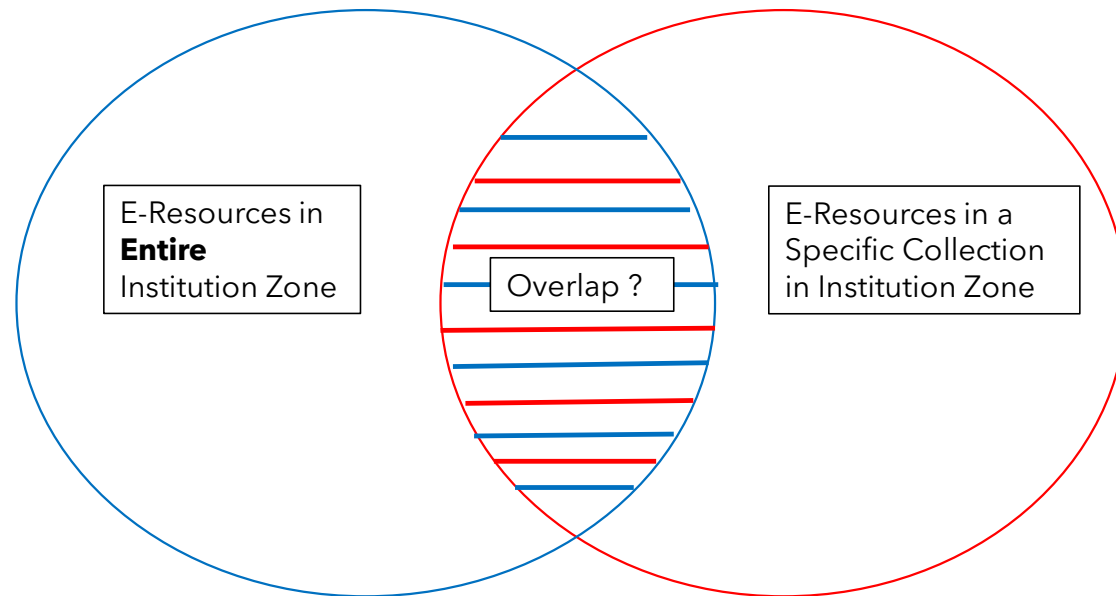 E-Resources in
Entire
Institution Zone
Overlap ?
E-Resources in a
Specific Collection
in Institution Zone